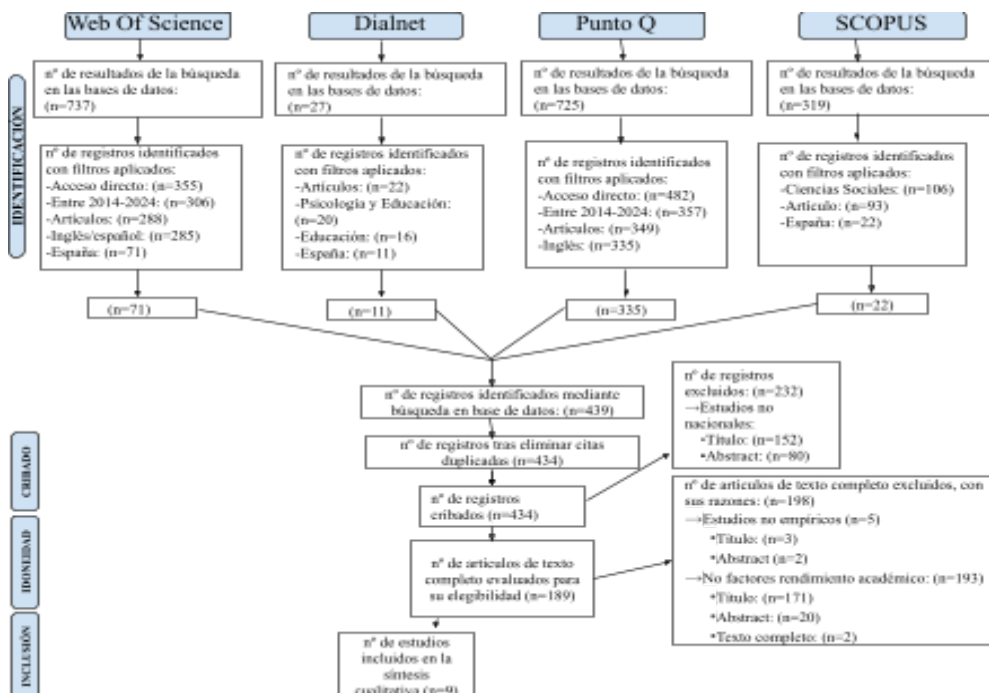 Web Of Science
Dialnet
Punto Q
SCOPUS
IDENTIFICACIÓN
nº de resultados de la búsqueda
en las bases de datos:
(n=737)
nº de resultados de la búsqueda
en las bases de datos:
(n=27)
nº de resultados de la búsqueda
en las bases de datos:
(n=725)
nº de resultados de la búsqueda
en las bases de datos:
(n=319)
nº de registros identificados
con filtros aplicados:
-Acceso directo: (n=355)
-Entre 2014-2024: (n=306)
-Artículos: (n=288)
-Inglés/español: (n=285)
-España: (n=71)
nº de registros identificados
con filtros aplicados:
-Artículos: (n=22)
-Psicología y Educación:
(n=20)
-Educación: (n=16)
-España: (n=11)
nº de registros identificados
con filtros aplicados:
-Acceso directo: (n=482)
-Entre 2014-2024: (n=357)
-Artículos: (n=349)
-Inglés: (n=335)
nº de registros identificados
con filtros aplicados:
-Ciencias Sociales: (n=106)
-Artículo: (n=93)
-España: (n=22)
(n=71)
(n=11)
(n=335)
(n=22)
nº de registros identificados mediante
búsqueda en base de datos: (n=439)
CRIBADO
nº de registros tras eliminar citas
duplicadas (n=434)
nº de registros
cribados (n=434)
nº de registros
excluidos: (n=232)
→Estudios no
nacionales:
•Título: (n=152)
•Abstract: (n=80)
IDONEIDAD
nº de artículos de texto
completo evaluados para
su elegibilidad (n=189)
nº de artículos de texto completo excluidos, con
sus razones: (n=198)
→Estudios no empíricos (n=5)
•Título: (n=3)
•Abstract (n=2)
→No factores rendimiento académico: (n=193)
•Título: (n=171)
•Abstract: (n=20)
•Texto completo: (n=2)
INCLUSIÓN
nº de estudios
incluidos en la
síntesis
cualitativa (n=9)